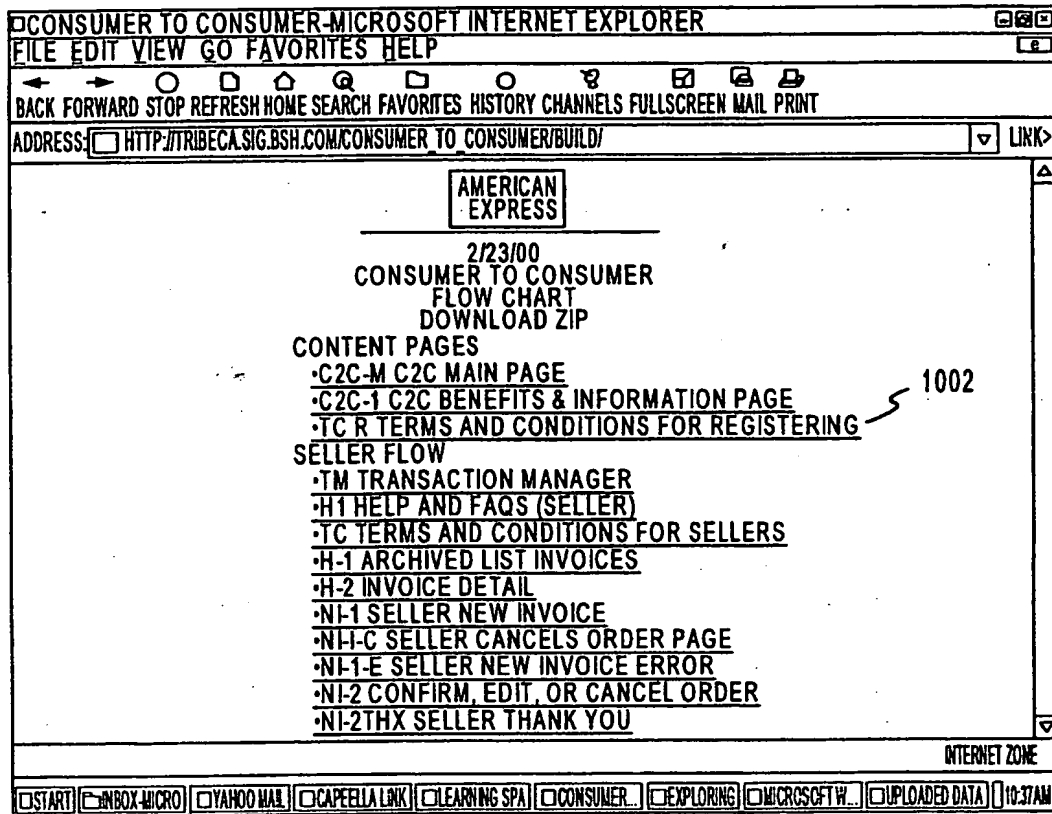 CONSUMER TO CONSUMER-MICROSOFT INTERNET EXPLORER
FILE EDIT VIEW GO FAVORITES HELP
e
BACK FORWARD STOP REFRESH HOME SEARCH FAVORITES HISTORY CHANNELS FULLSCREEN MAIL PRINT
ADDRESS: HTTP://TRIBECA.SIG.BSH.COM/CONSUMER_TO_CONSUMER/BUILD/ LINK>
AMERICAN
EXPRESS
2/23/00
CONSUMER TO CONSUMER
FLOW CHART
DOWNLOAD ZIP
CONTENT PAGES
•C2C-M C2C MAIN PAGE
•C2C-1 C2C BENEFITS & INFORMATION PAGE
•TC R TERMS AND CONDITIONS FOR REGISTERING
1002
SELLER FLOW
•TM TRANSACTION MANAGER
•H1 HELP AND FAQS (SELLER)
•TC TERMS AND CONDITIONS FOR SELLERS
•H-1 ARCHIVED LIST INVOICES
•H-2 INVOICE DETAIL
•NI-1 SELLER NEW INVOICE
•NI-I-C SELLER CANCELS ORDER PAGE
•NI-1-E SELLER NEW INVOICE ERROR
•NI-2 CONFIRM, EDIT, OR CANCEL ORDER
•NI-2THX SELLER THANK YOU
INTERNET ZONE
START INBOX-MICRO YAHOO MAIL CAPEELLA LINK LEARNING SPA CONSUMER... EXPLORING MICROSOFT W... UPLOADED DATA 10:37AM